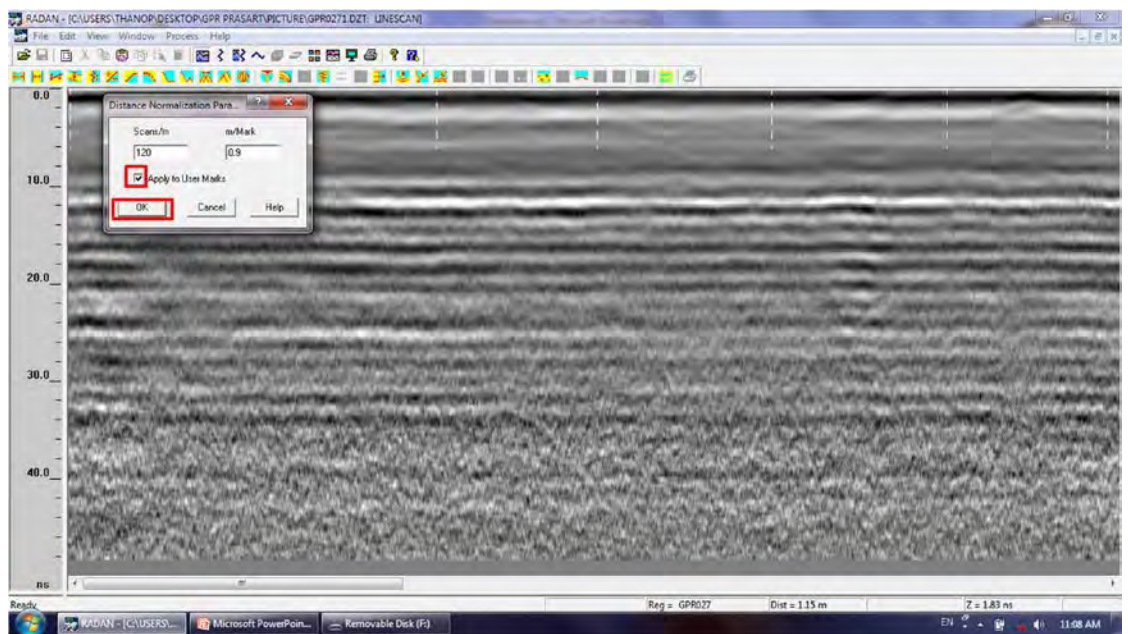 RADAN - [C:\USERS\THANOP\DESKTOP\GPR PRASART\PICTURE\GPR0271.DZT: LINESCAN]
File Edit View Window Process Help
0.0
Distance Normalization Para...
Scans/m m/Mark
120 0.9
Apply to User Marks
10.0
OK Cancel Help
20.0
30.0
40.0
ns
Ready Reg = GPR027 Dist = 1.15 m Z = 1.83 ns
RADAN - [C:\USERS\... Microsoft PowerPoin... Removable Disk (F:) EN 11:08 AM